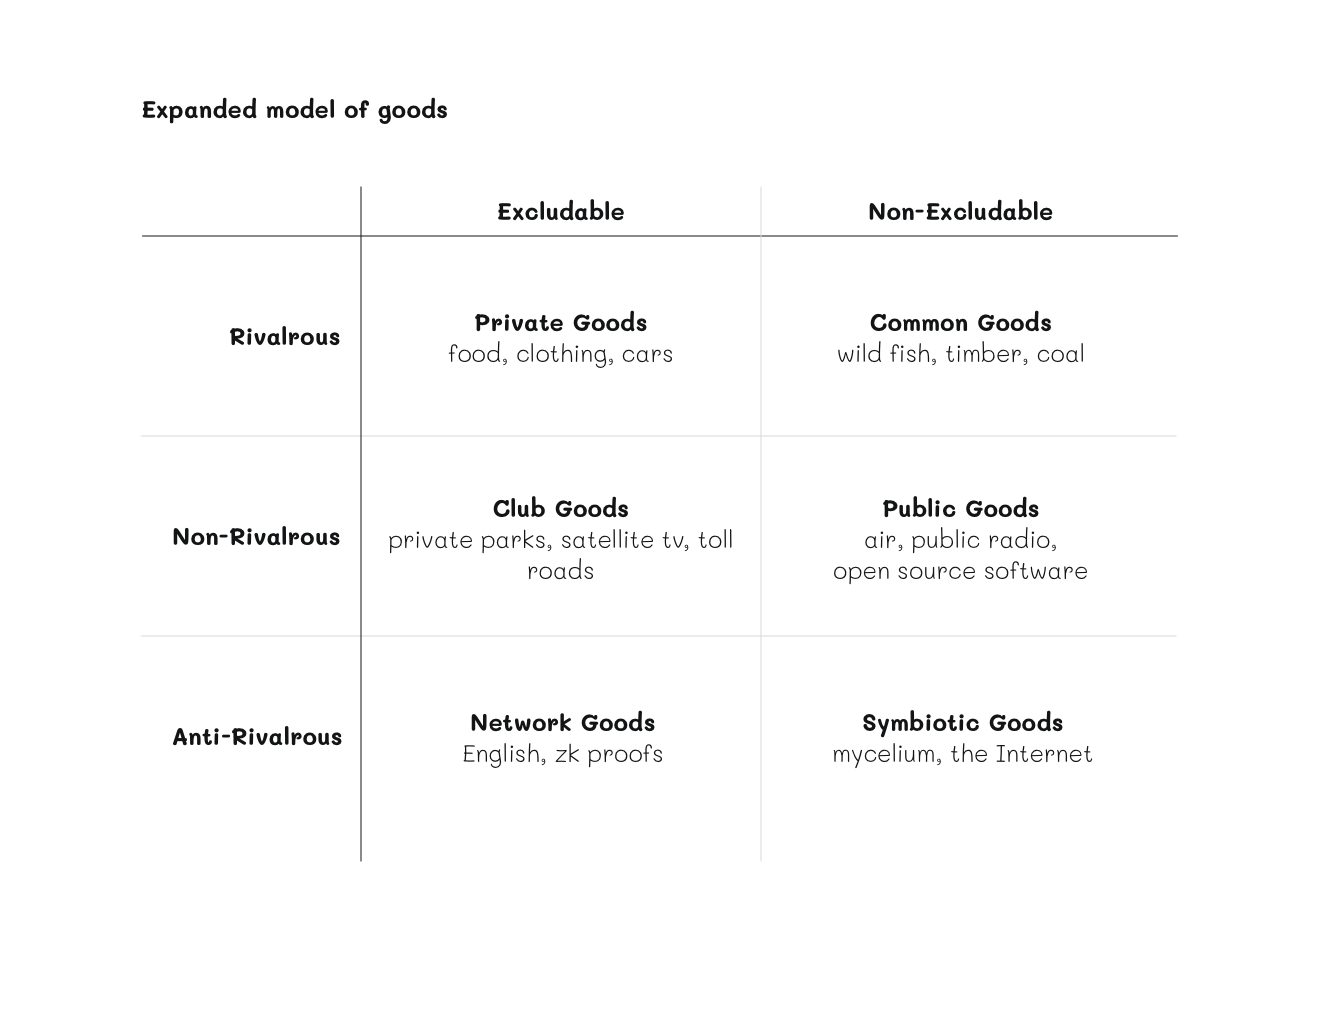 Expanded model of goods
Excludable
Non-Excludable
Rivalrous
Private Goods
food, clothing, cars
Common Goods
wild fish, timber, coal
Non-Rivalrous
Club Goods
private parks, satellite tv, toll
roads
Public Goods
air, public radio,
open source software
Anti-Rivalrous
Network Goods
English, zk proofs
Symbiotic Goods
mycelium, the Internet